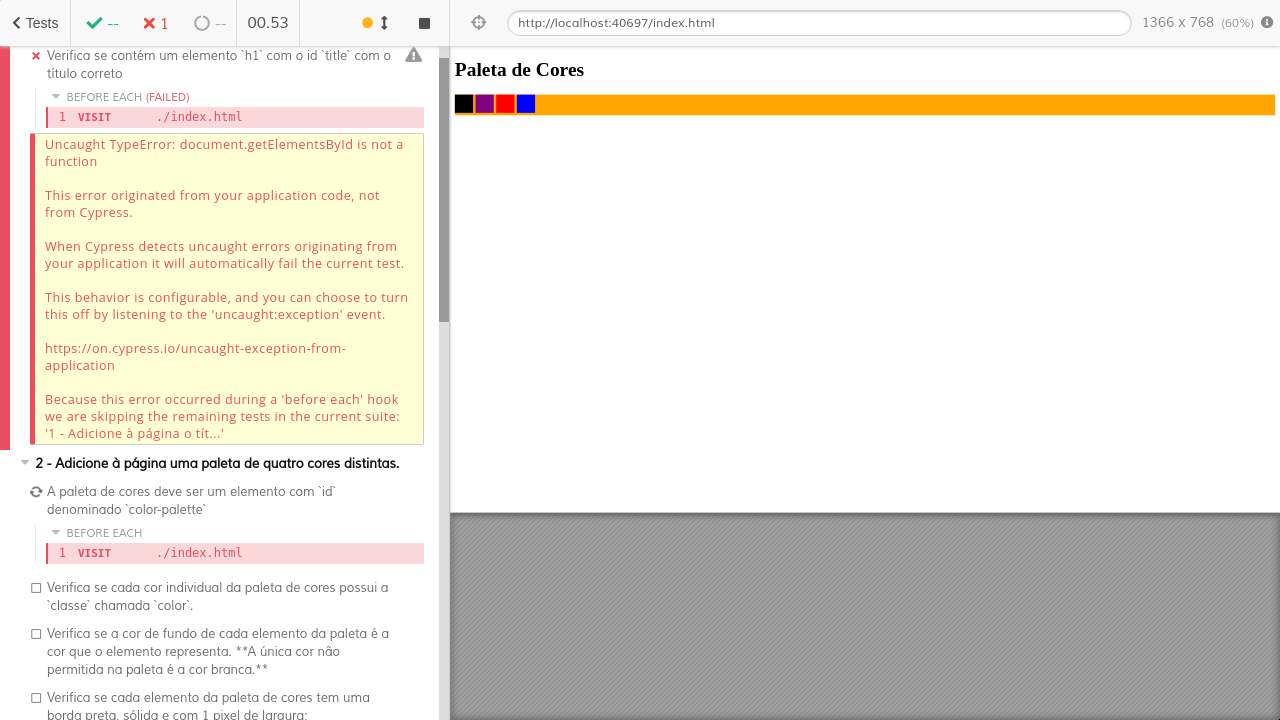 Tests
--
1
--
00.53
http://localhost:40697/index.html
1366 x 768 (60%)
Verifica se contém um elemento `h1` com o id `title` com o
título correto
BEFORE EACH (FAILED)
1 VISIT ./index.html
Uncaught TypeError: document.getElementsById is not a
function
This error originated from your application code, not
from Cypress.
When Cypress detects uncaught errors originating from
your application it will automatically fail the current test.
This behavior is configurable, and you can choose to turn
this off by listening to the 'uncaught:exception' event.
https://on.cypress.io/uncaught-exception-from-
application
Because this error occurred during a 'before each' hook
we are skipping the remaining tests in the current suite:
'1 - Adicione à página o tít...'
2 - Adicione à página uma paleta de quatro cores distintas.
A paleta de cores deve ser um elemento com `id`
denominado `color-palette`
BEFORE EACH
1 VISIT ./index.html
Verifica se cada cor individual da paleta de cores possui a
`classe` chamada `color`.
Verifica se a cor de fundo de cada elemento da paleta é a
cor que o elemento representa. **A única cor não
permitida na paleta é a cor branca.**
Verifica se cada elemento da paleta de cores tem uma
borda preta, sólida e com 1 pixel de largura;
Paleta de Cores